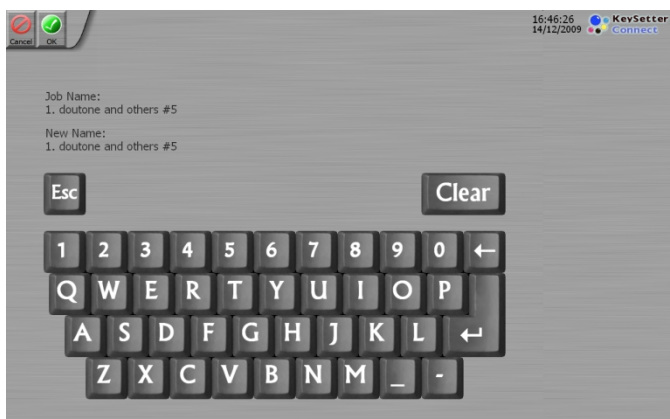 Cancel OK
16:46:26 KeySetter
14/12/2009 Connect
Job Name:
1. doutone and others #5
New Name:
1. doutone and others #5
Esc Clear
1 2 3 4 5 6 7 8 9 0 ←
Q W E R T Y U I O P
A S D F G H J K L ↵
Z X C V B N M _ -